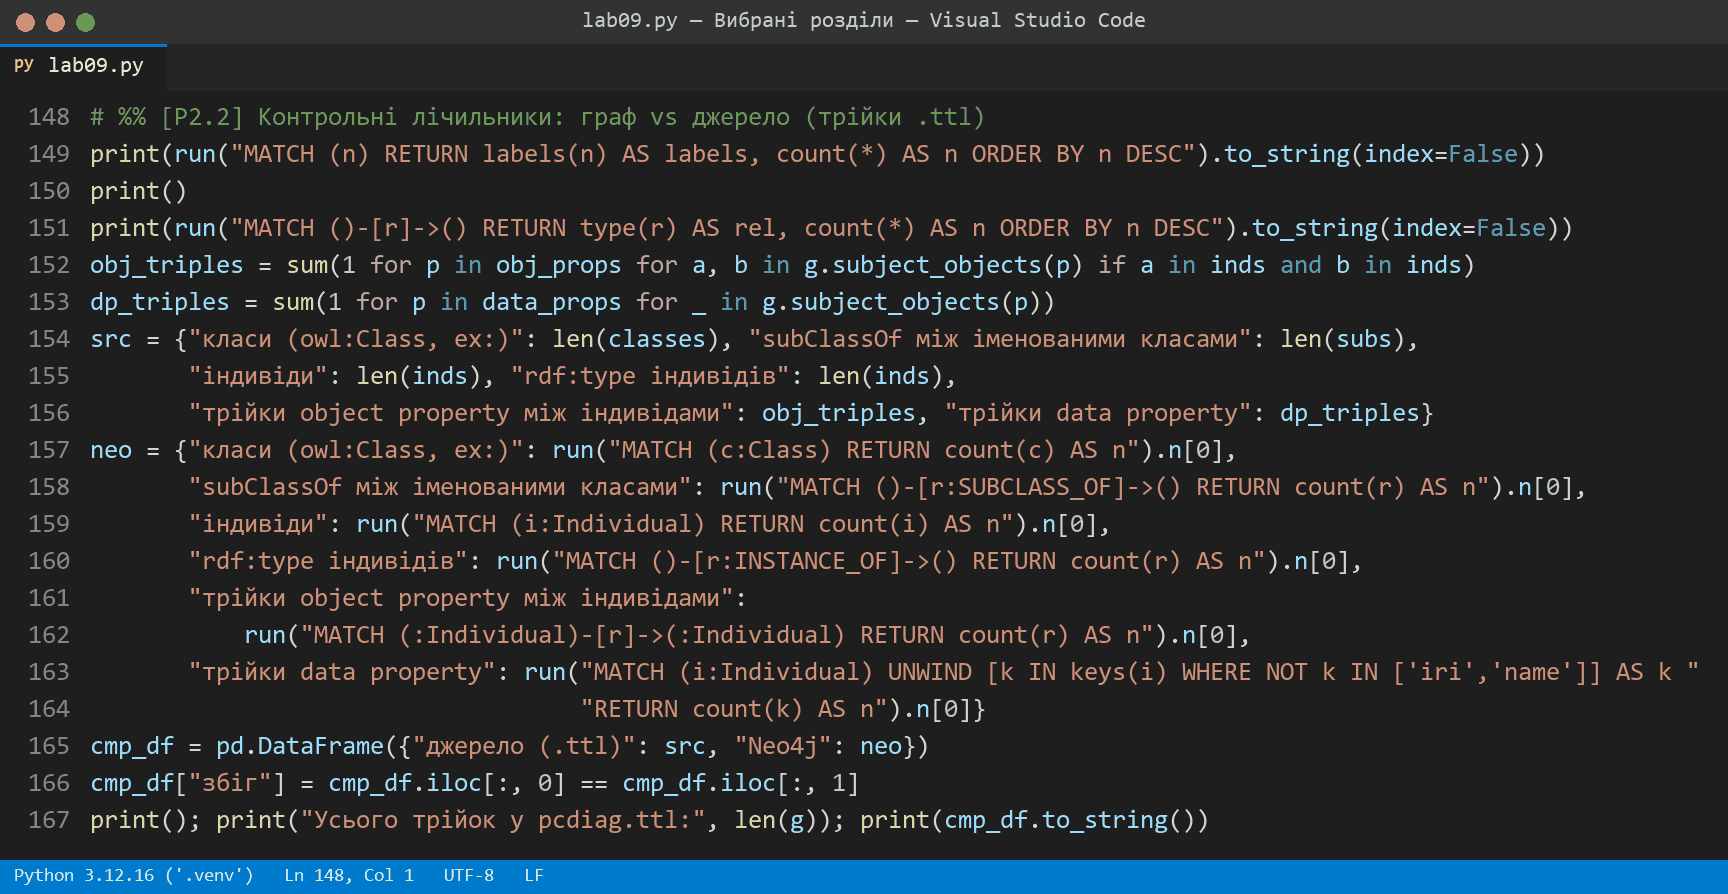 lab09.py — Вибрані розділи — Visual Studio Code
py lab09.py
148 # %% [P2.2] Контрольні лічильники: граф vs джерело (трійки .ttl)
149 print(run("MATCH (n) RETURN labels(n) AS labels, count(*) AS n ORDER BY n DESC").to_string(index=False))
150 print()
151 print(run("MATCH ()-[r]->() RETURN type(r) AS rel, count(*) AS n ORDER BY n DESC").to_string(index=False))
152 obj_triples = sum(1 for p in obj_props for a, b in g.subject_objects(p) if a in inds and b in inds)
153 dp_triples = sum(1 for p in data_props for _ in g.subject_objects(p))
154 src = {"класи (owl:Class, ex:)": len(classes), "subClassOf між іменованими класами": len(subs),
155        "індивіди": len(inds), "rdf:type індивідів": len(inds),
156        "трійки object property між індивідами": obj_triples, "трійки data property": dp_triples}
157 neo = {"класи (owl:Class, ex:)": run("MATCH (c:Class) RETURN count(c) AS n").n[0],
158        "subClassOf між іменованими класами": run("MATCH ()-[r:SUBCLASS_OF]->() RETURN count(r) AS n").n[0],
159        "індивіди": run("MATCH (i:Individual) RETURN count(i) AS n").n[0],
160        "rdf:type індивідів": run("MATCH ()-[r:INSTANCE_OF]->() RETURN count(r) AS n").n[0],
161        "трійки object property між індивідами":
162            run("MATCH (:Individual)-[r]->(:Individual) RETURN count(r) AS n").n[0],
163        "трійки data property": run("MATCH (i:Individual) UNWIND [k IN keys(i) WHERE NOT k IN ['iri','name']] AS k "
164                                    "RETURN count(k) AS n").n[0]}
165 cmp_df = pd.DataFrame({"джерело (.ttl)": src, "Neo4j": neo})
166 cmp_df["збіг"] = cmp_df.iloc[:, 0] == cmp_df.iloc[:, 1]
167 print(); print("Усього трійок у pcdiag.ttl:", len(g)); print(cmp_df.to_string())
Python 3.12.16 ('.venv') Ln 148, Col 1 UTF-8 LF